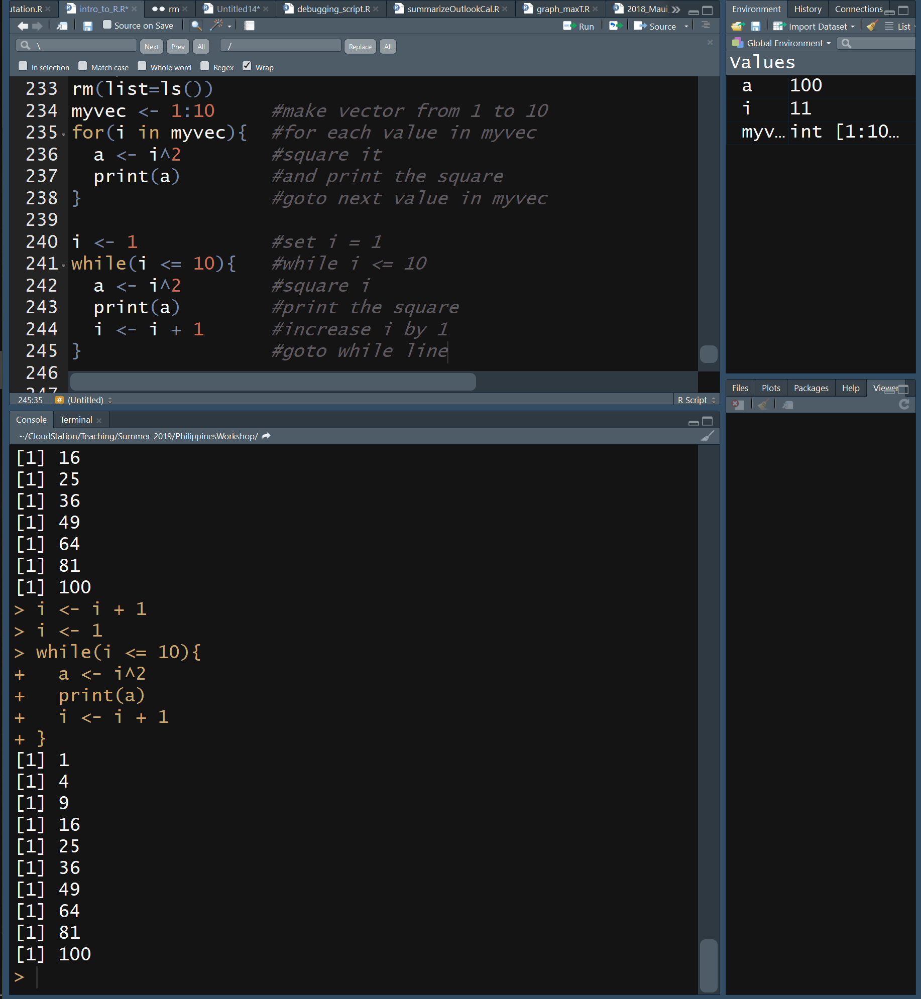 utation.R intro_to_R.R* rm Untitled14* debugging_script.R summarizeOutlookCal.R graph_maxT.R 2018_Maui
Source on Save Run Source
\ Next Prev All / Replace All
In selection Match case Whole word Regex Wrap
233 rm(list=ls())
234 myvec <- 1:10 #make vector from 1 to 10
235 for(i in myvec){ #for each value in myvec
236 a <- i^2 #square it
237 print(a) #and print the square
238 } #goto next value in myvec
239
240 i <- 1 #set i = 1
241 while(i <= 10){ #while i <= 10
242 a <- i^2 #square i
243 print(a) #print the square
244 i <- i + 1 #increase i by 1
245 } #goto while line
246
247
245:35 # (Untitled) R Script
Console Terminal
~/CloudStation/Teaching/Summer_2019/PhilippinesWorkshop/
[1] 16
[1] 25
[1] 36
[1] 49
[1] 64
[1] 81
[1] 100
> i <- i + 1
> i <- 1
> while(i <= 10){
+ a <- i^2
+ print(a)
+ i <- i + 1
+ }
[1] 1
[1] 4
[1] 9
[1] 16
[1] 25
[1] 36
[1] 49
[1] 64
[1] 81
[1] 100
>
Environment History Connections
Import Dataset List
Global Environment
Values
a 100
i 11
myv... int [1:10...
Files Plots Packages Help Viewer